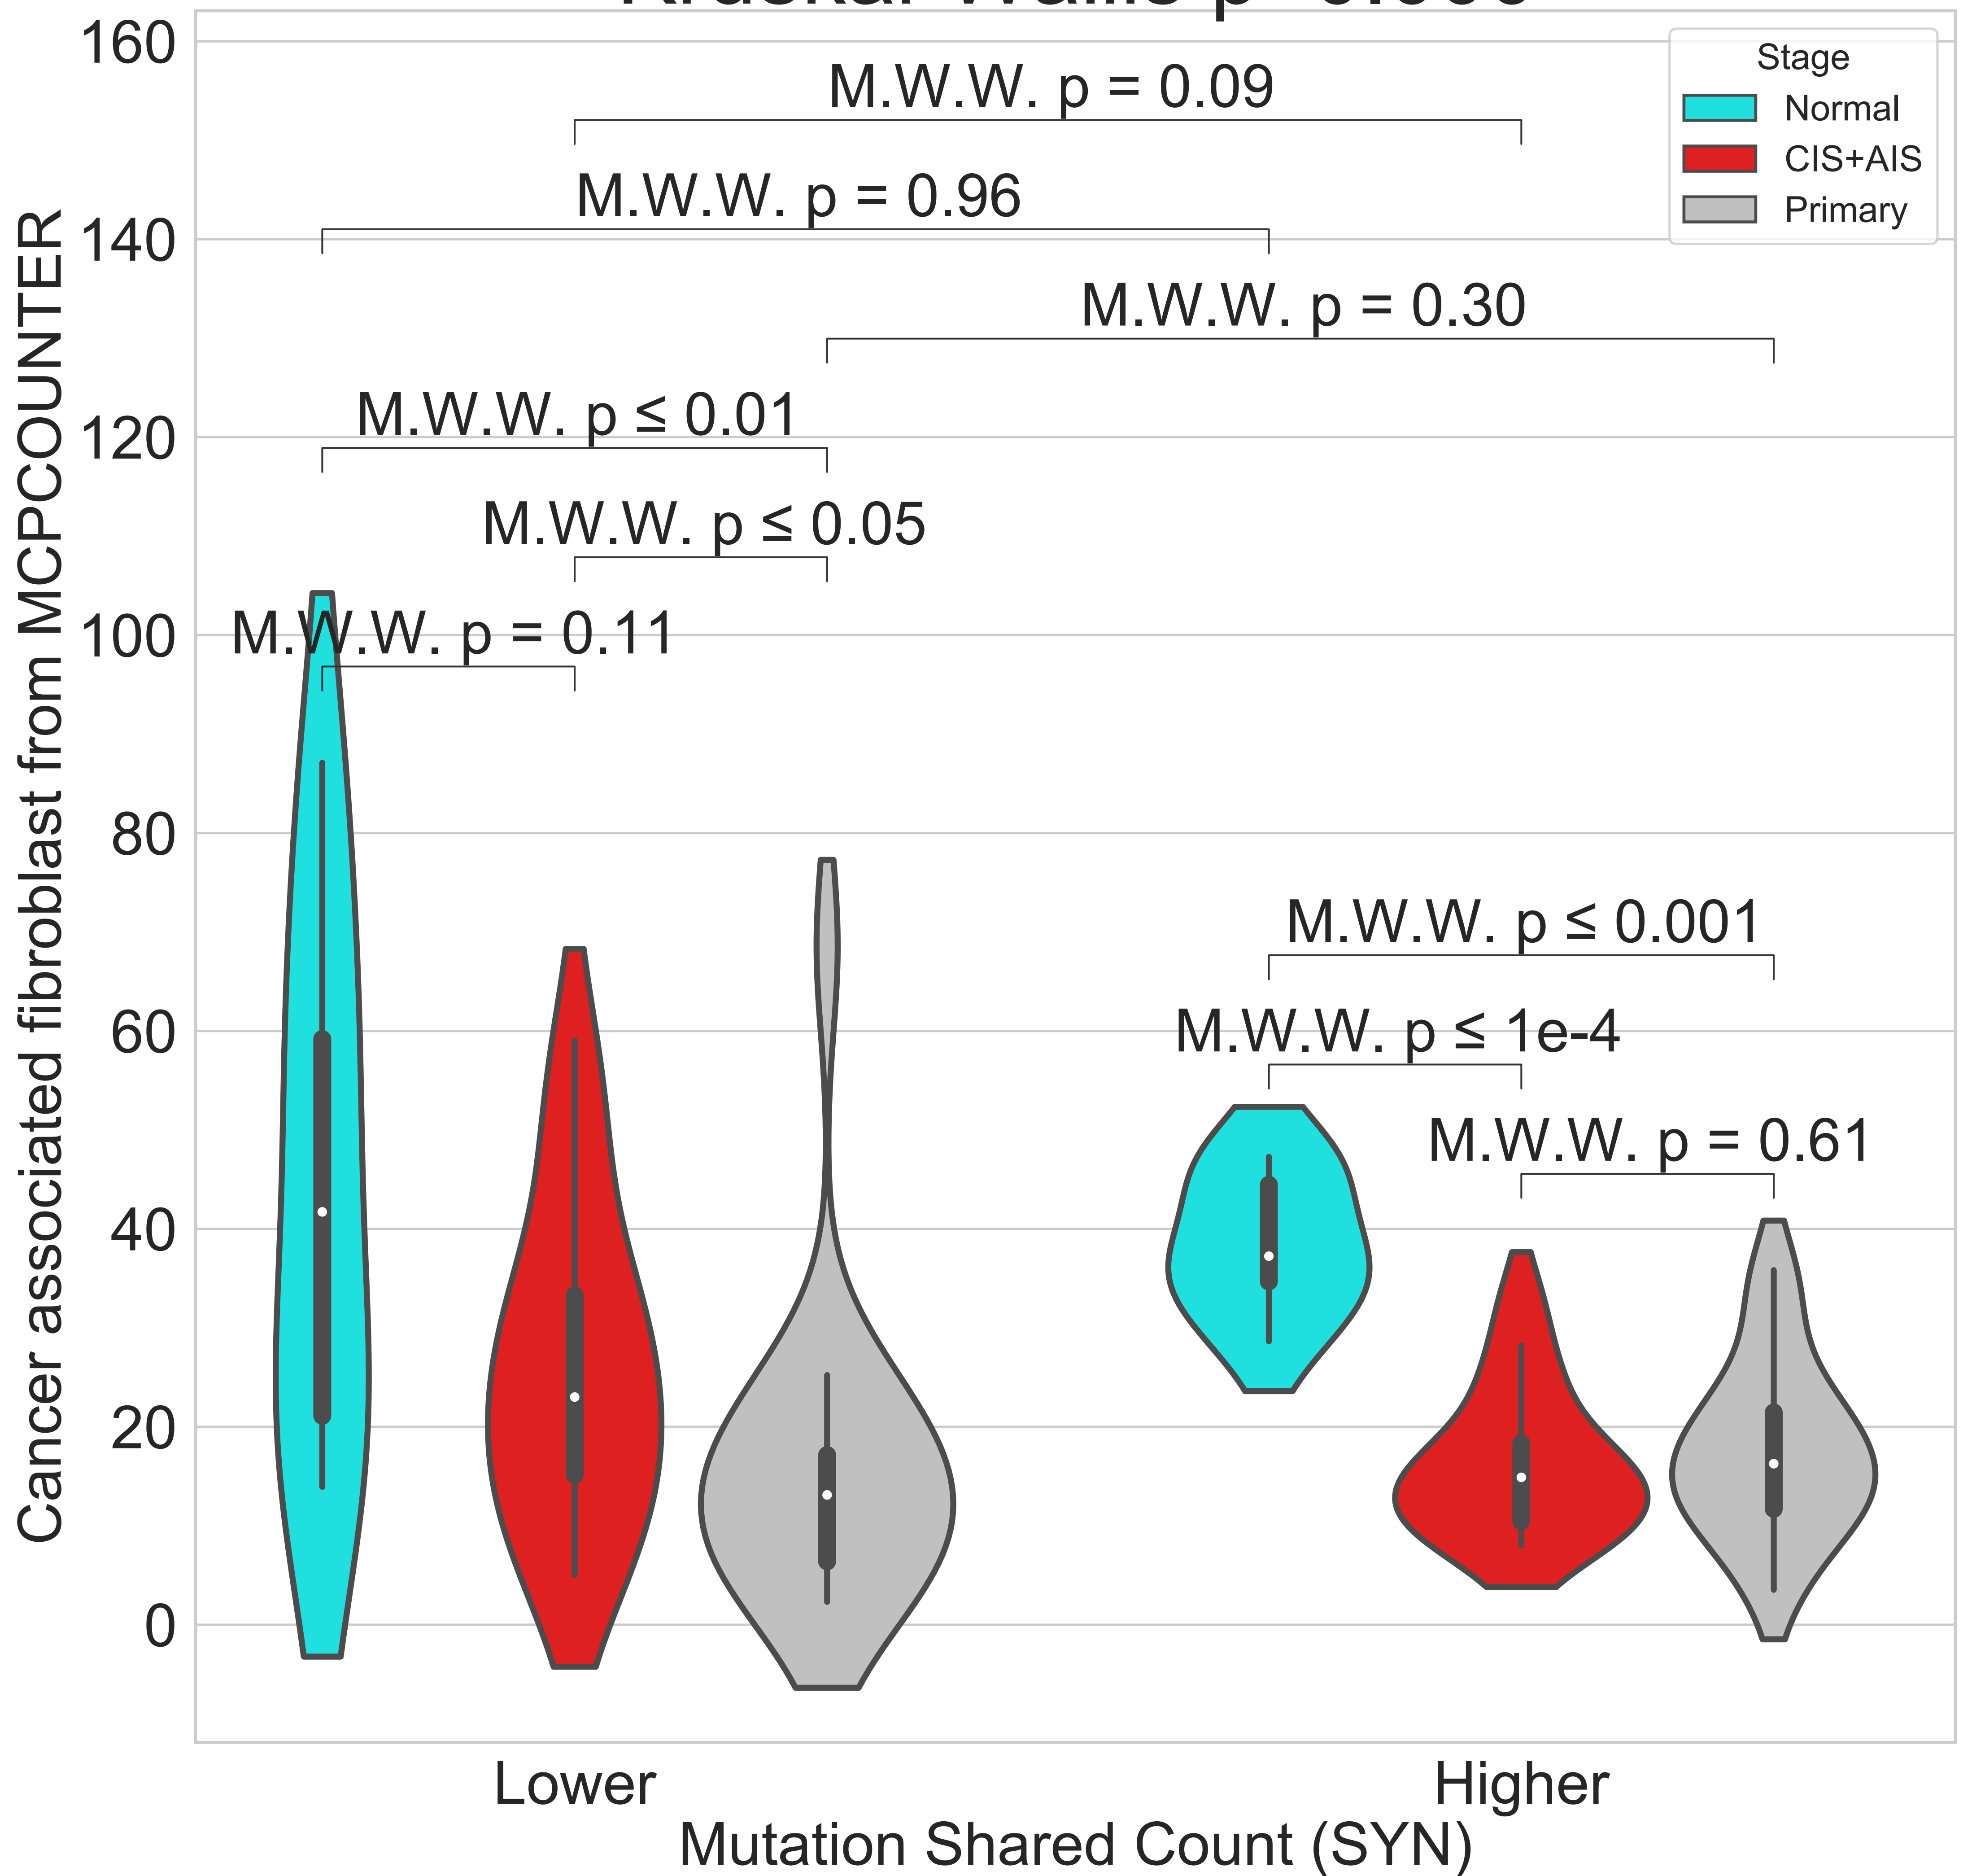 160
140
120
100
80
60
40
20
0
Cancer associated fibroblast from MCPCOUNTER
Stage
Normal
CIS+AIS
Primary
M.W.W. p = 0.09
M.W.W. p = 0.96
M.W.W. p = 0.30
M.W.W. p ≤ 0.01
M.W.W. p ≤ 0.05
M.W.W. p = 0.11
M.W.W. p ≤ 0.001
M.W.W. p ≤ 1e-4
M.W.W. p = 0.61
Lower
Higher
Mutation Shared Count (SYN)